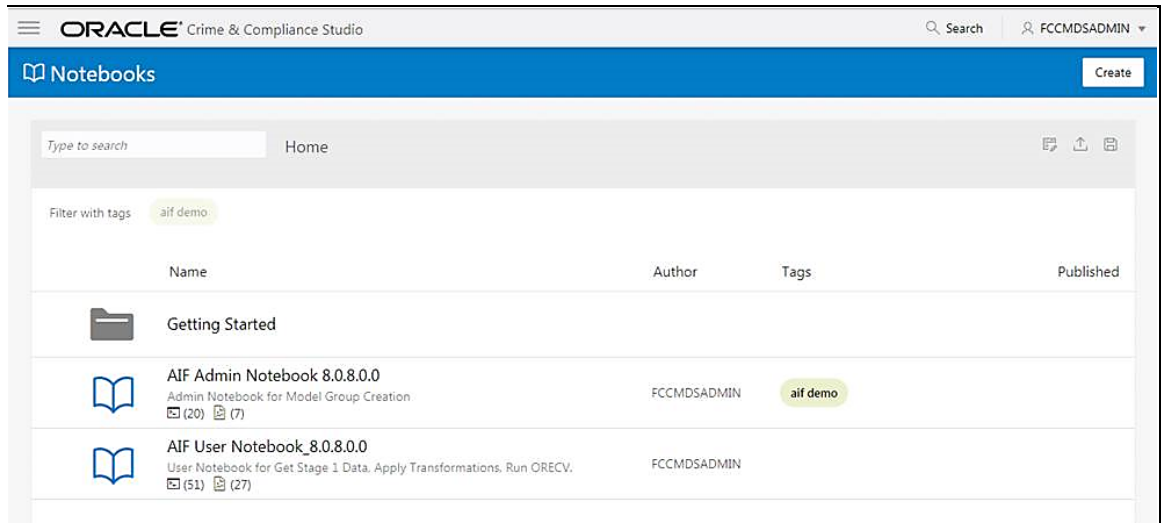 ORACLE' Crime & Compliance Studio
Search
FCCMDSADMIN
Notebooks
Create
Type to search
Home
Filter with tags
aif demo
Name
Author
Tags
Published
Getting Started
AIF Admin Notebook 8.0.8.0.0
Admin Notebook for Model Group Creation
(20) (7)
FCCMDSADMIN
aif demo
AIF User Notebook_8.0.8.0.0
User Notebook for Get Stage 1 Data, Apply Transformations, Run ORECV.
(51) (27)
FCCMDSADMIN